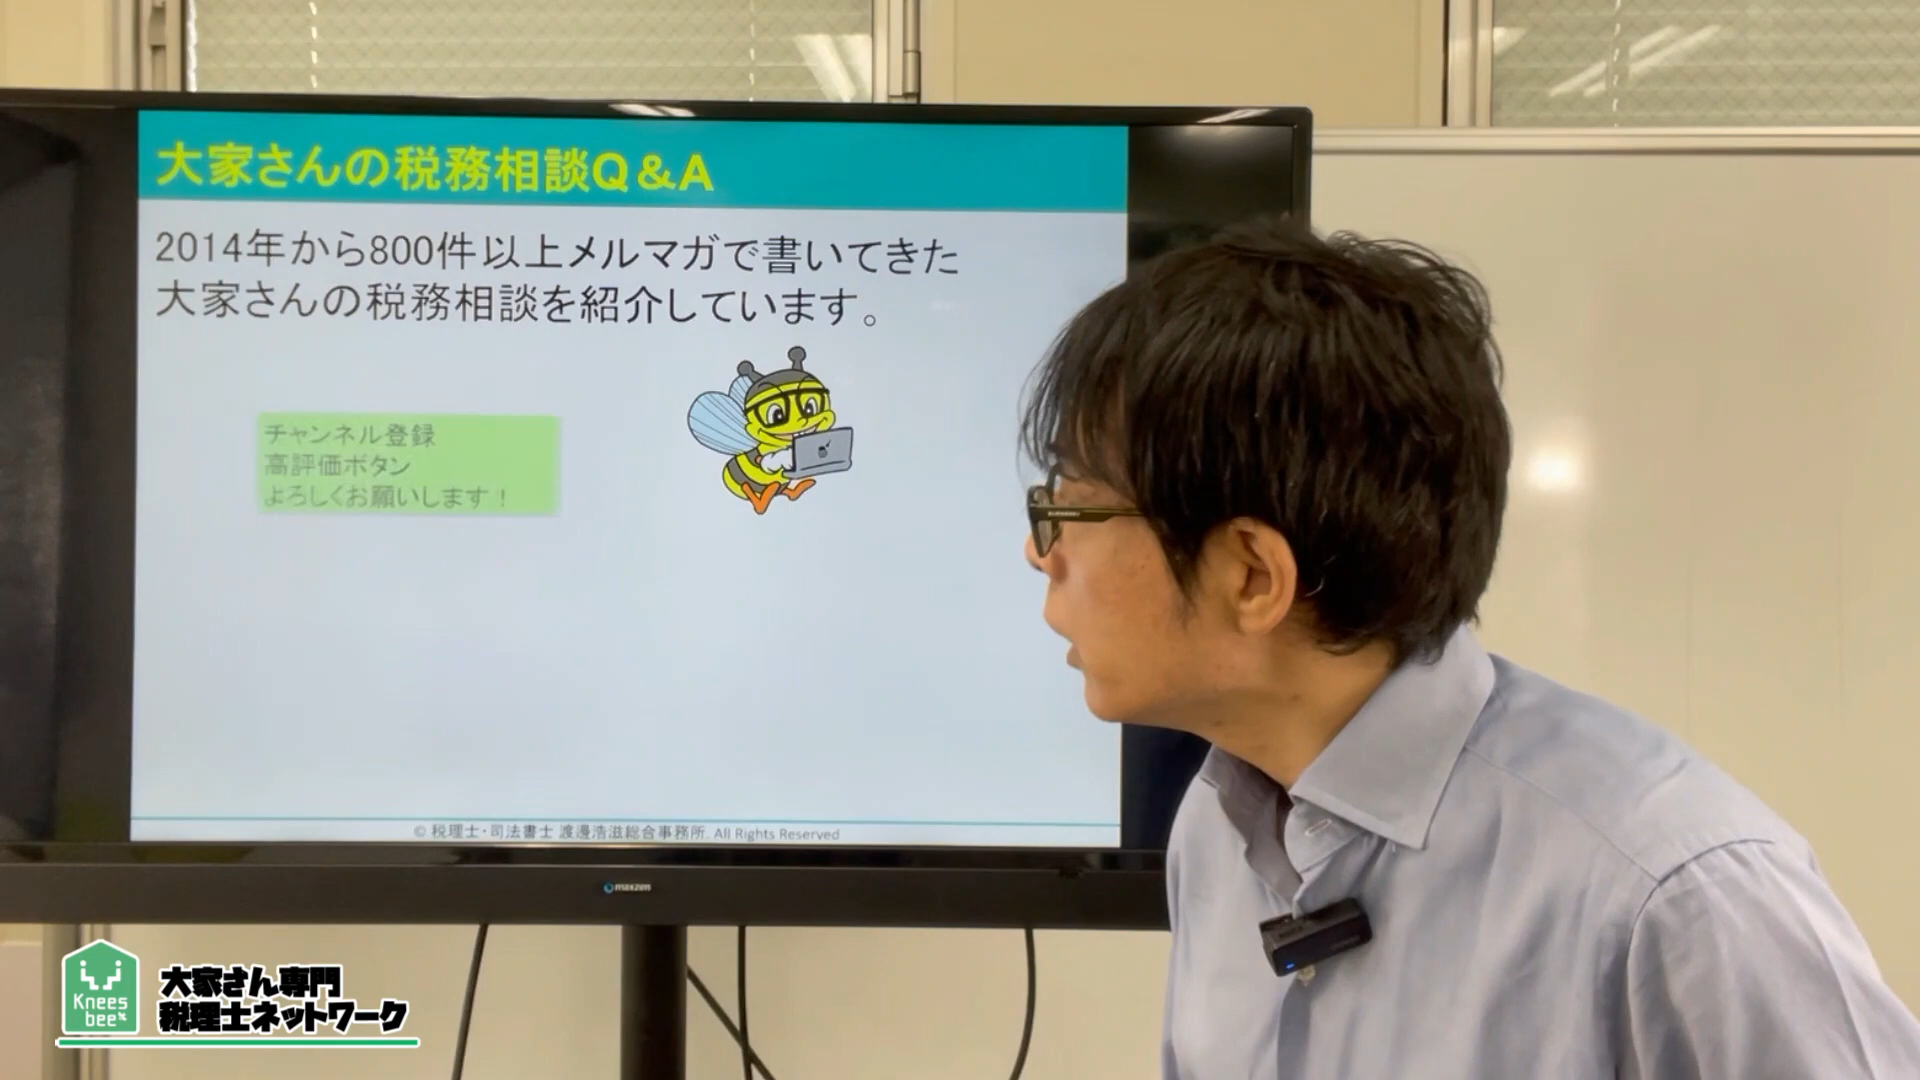 大家さんの税務相談Q&A
2014年から800件以上メルマガで書いてきた
大家さんの税務相談を紹介しています。
チャンネル登録
高評価ボタン
よろしくお願いします！
© 税理士・司法書士 渡邊浩滋総合事務所. All Rights Reserved
maxzen
Knees
bee
大家さん専門
税理士ネットワーク